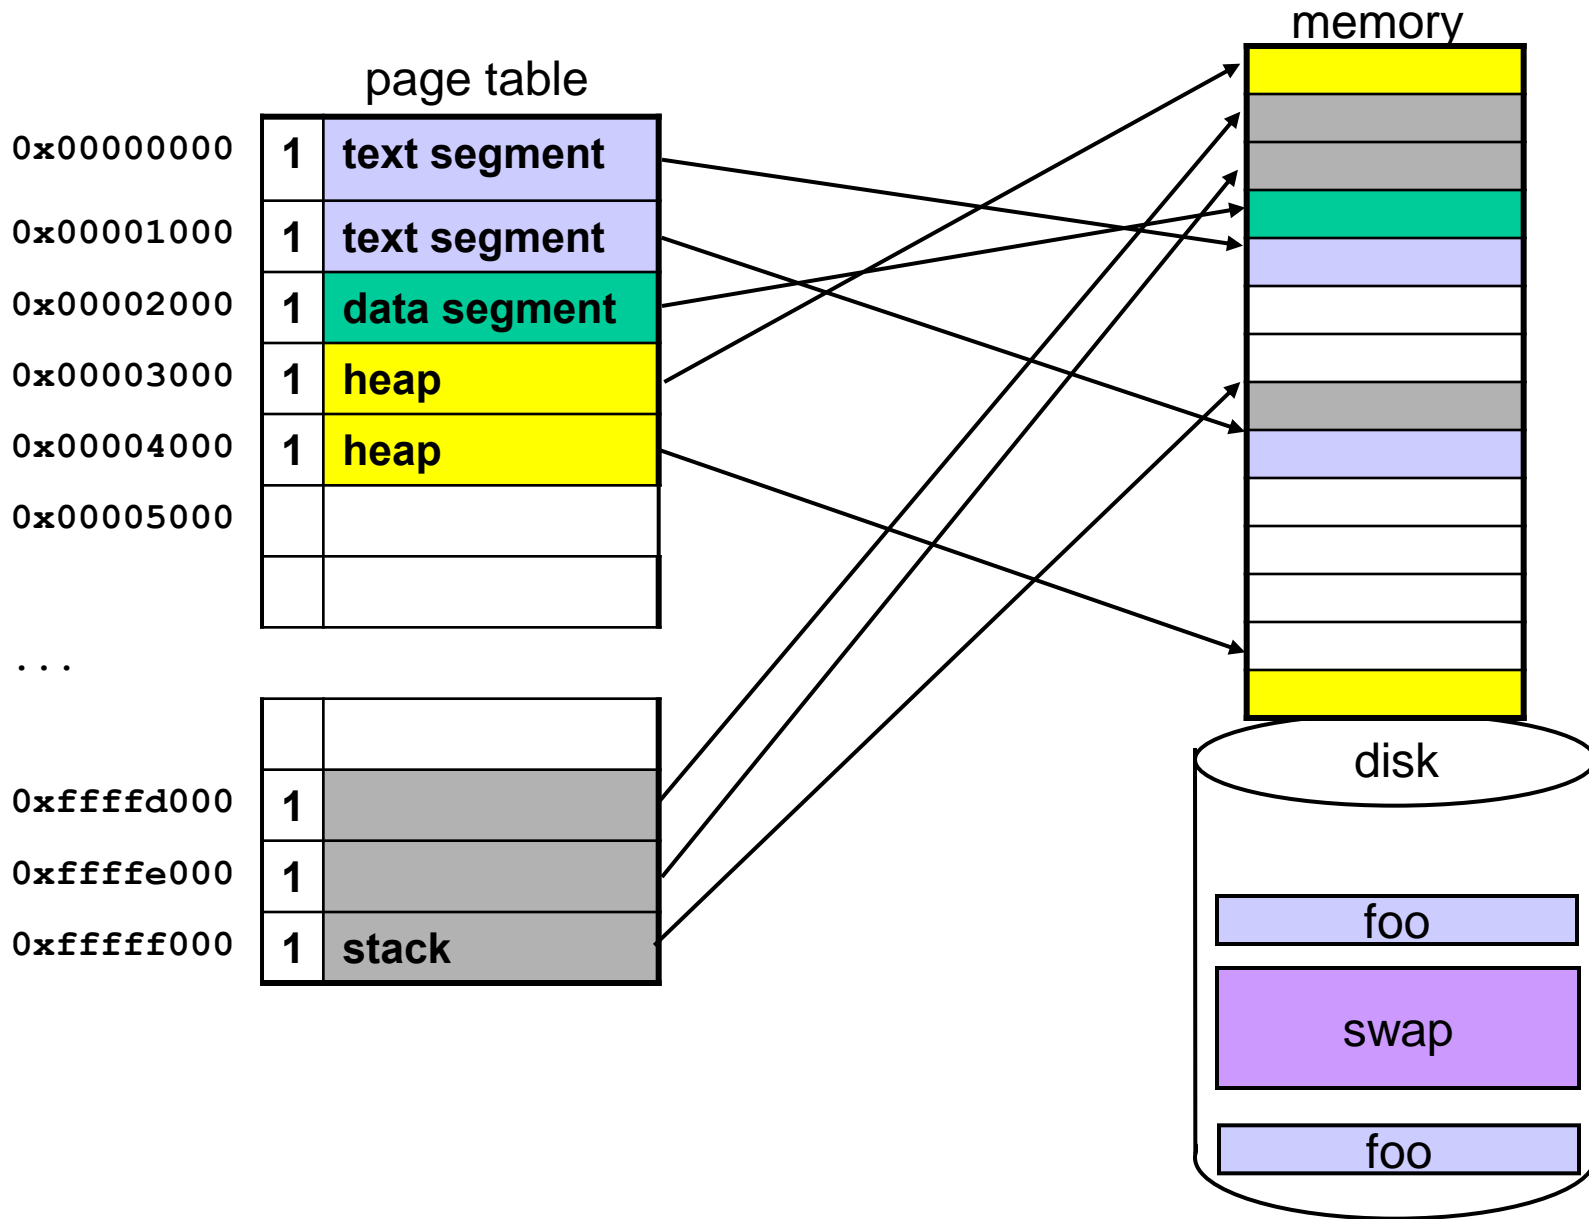 memory
page table
0x00000000 1 text segment
0x00001000 1 text segment
0x00002000 1 data segment
0x00003000 1 heap
0x00004000 1 heap
0x00005000
...
disk
0xffffd000 1
0xffffe000 1
0xfffff000 1 stack
foo
swap
foo